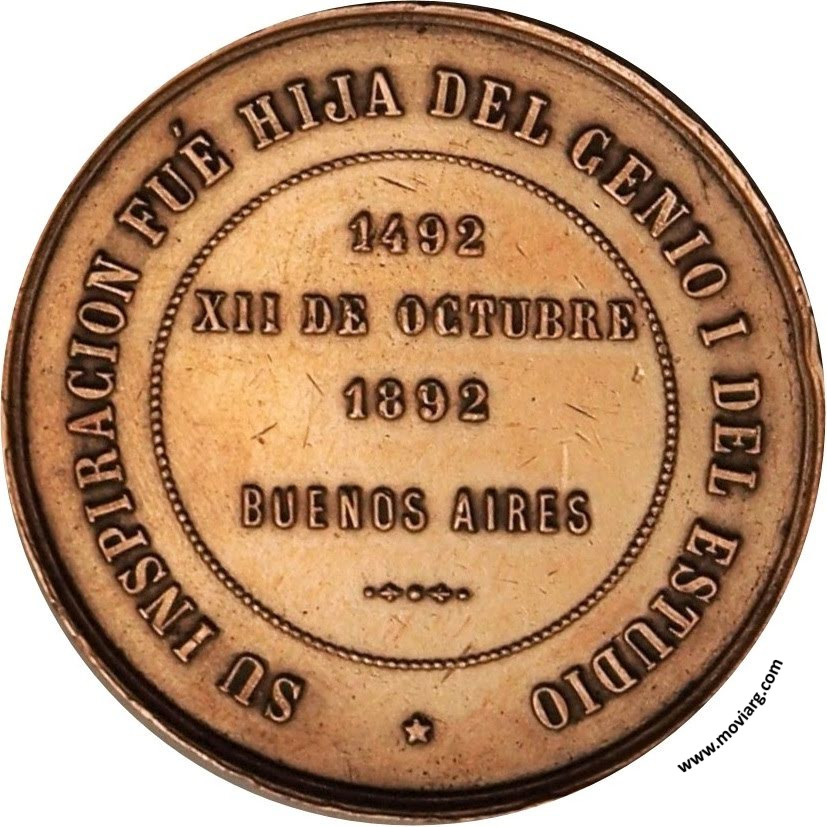 SU INSPIRACION FUÉ HIJA DEL GENIO I DEL ESTUDIO
1492
XII DE OCTUBRE
1892
BUENOS AIRES
www.moviarg.com